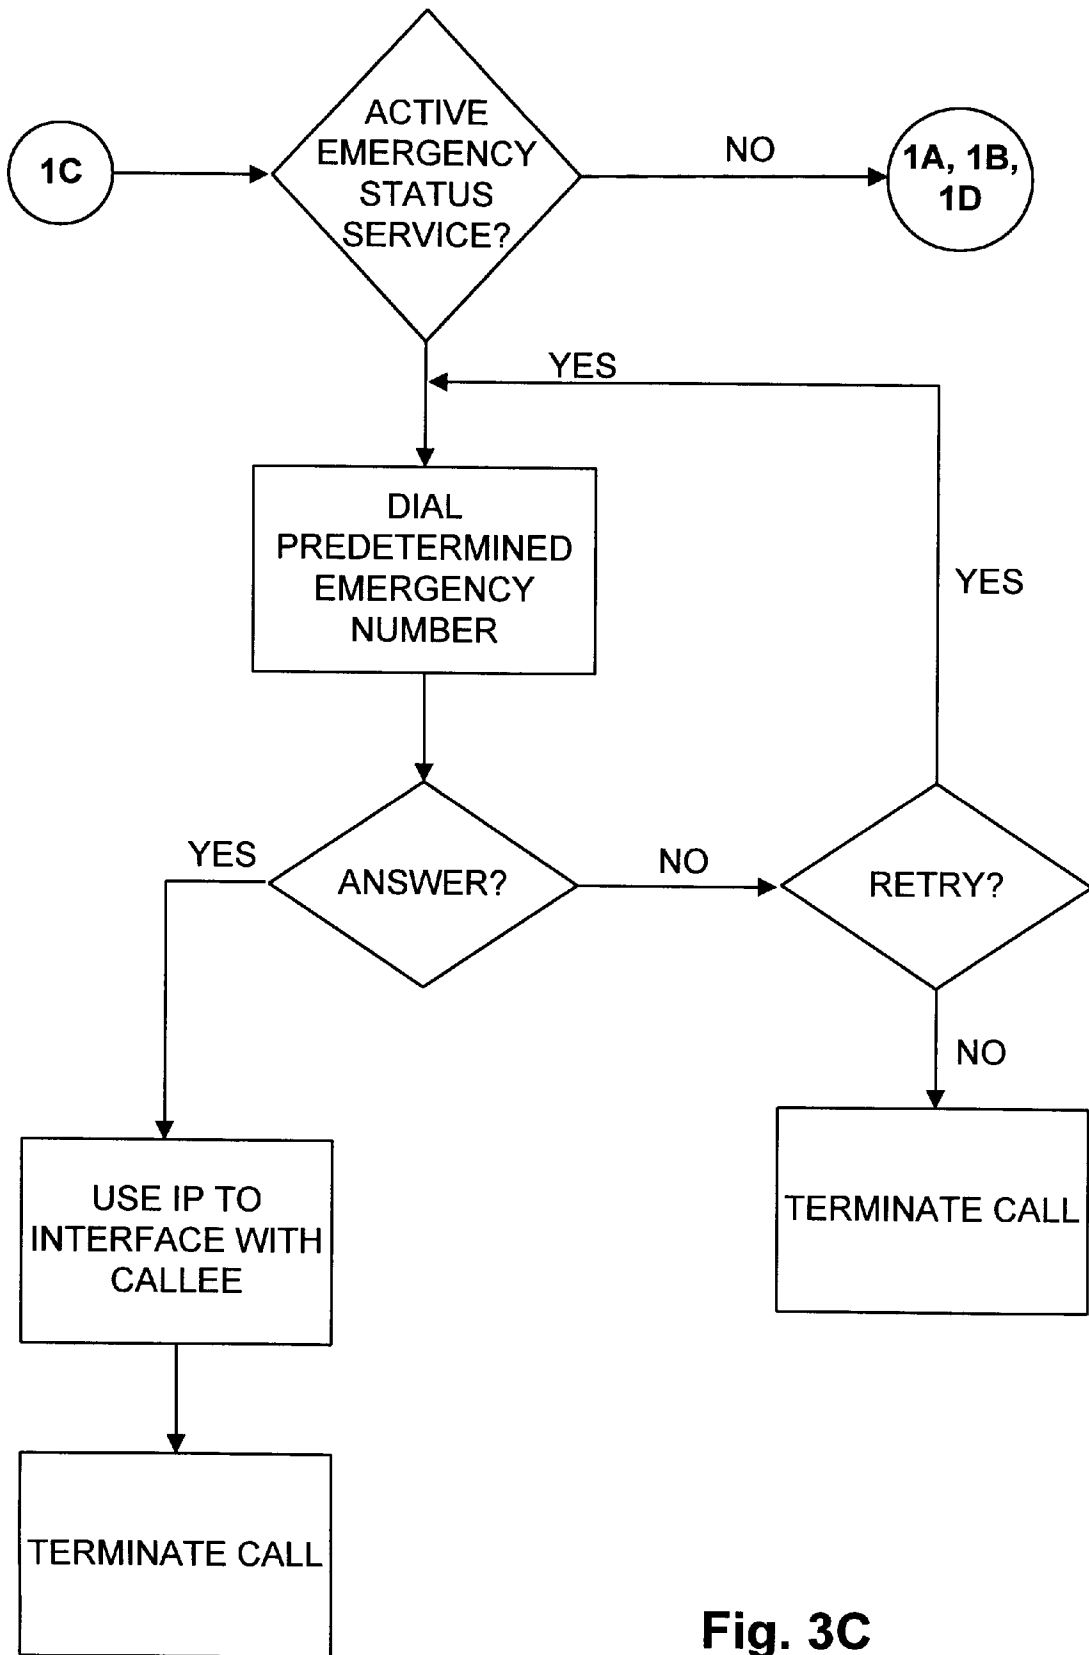 ACTIVE
EMERGENCY
STATUS
SERVICE?
1C
NO
1A, 1B,
1D
YES
DIAL
PREDETERMINED
EMERGENCY
NUMBER
YES
YES
ANSWER?
NO
RETRY?
NO
USE IP TO
INTERFACE WITH
CALLEE
TERMINATE CALL
TERMINATE CALL
Fig. 3C